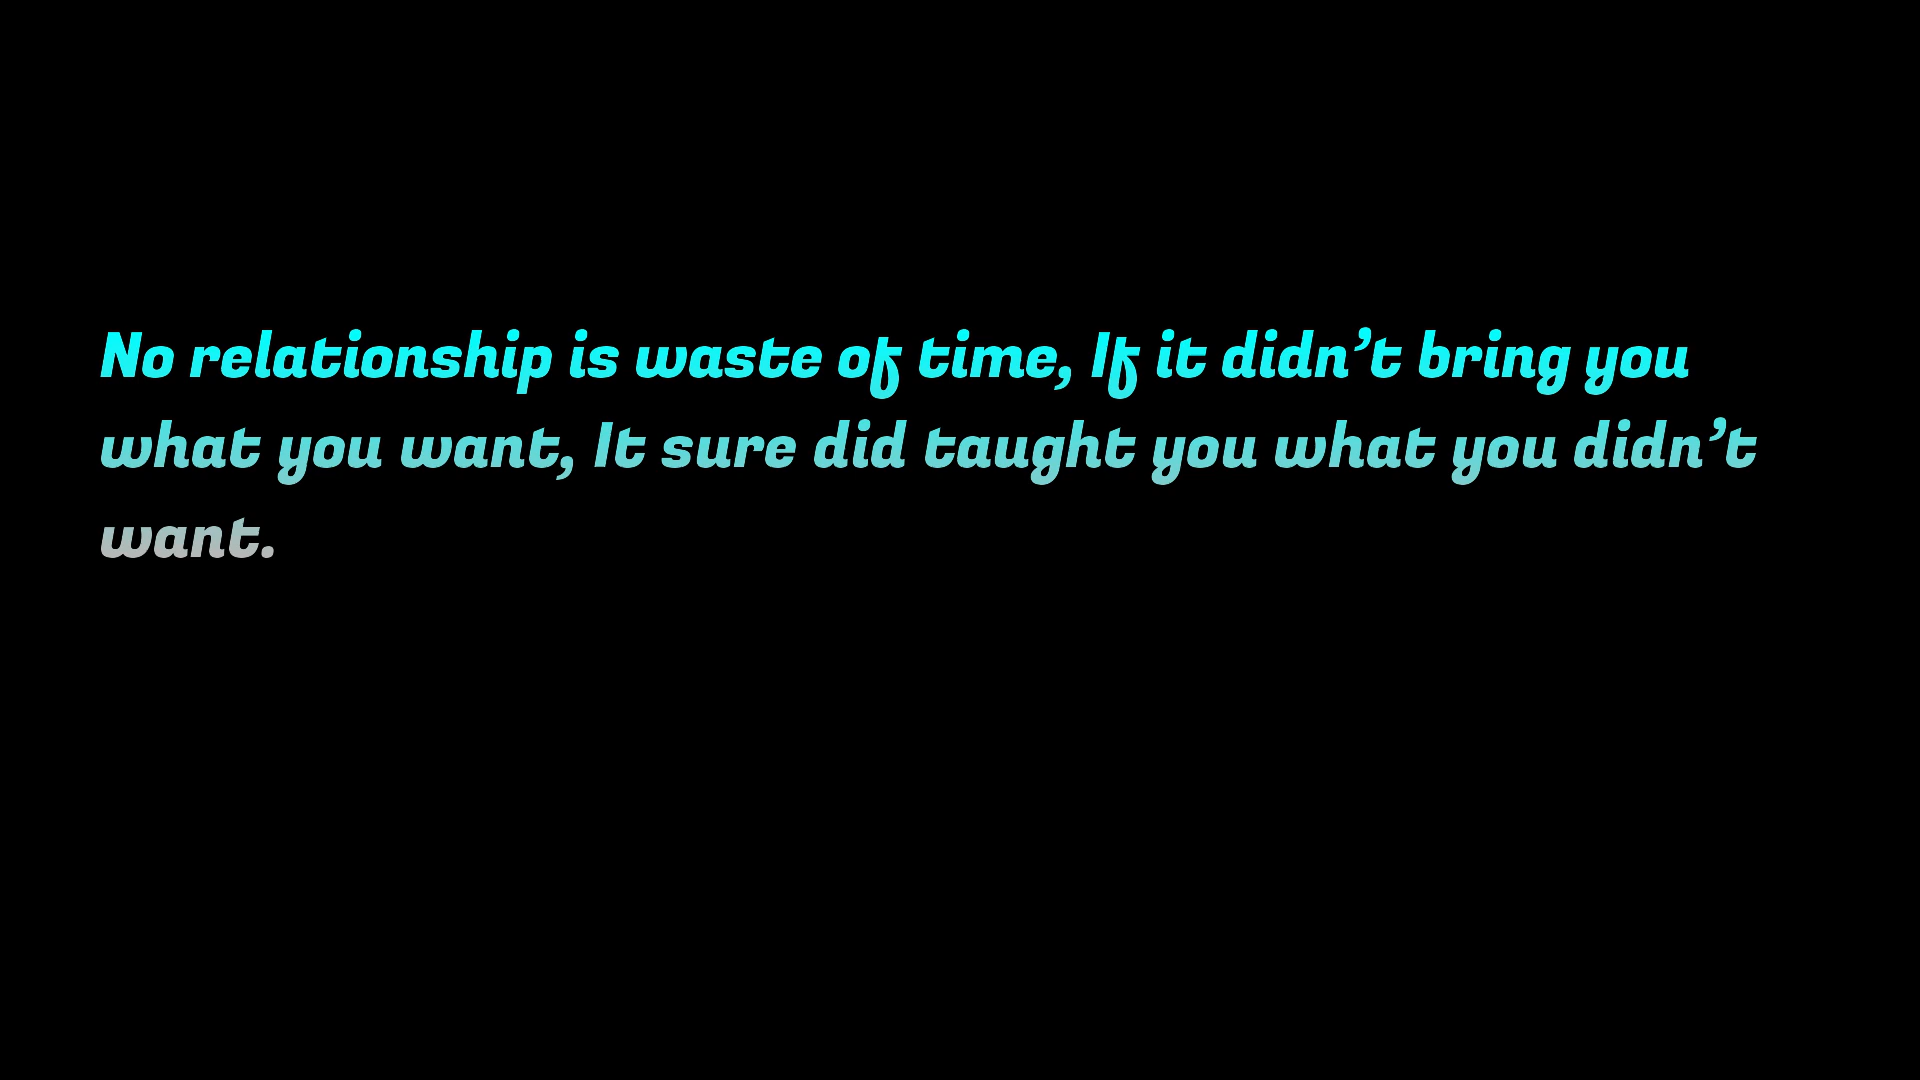 No relationship is waste of time, If it didn’t bring you
what you want, It sure did taught you what you didn’t
want.